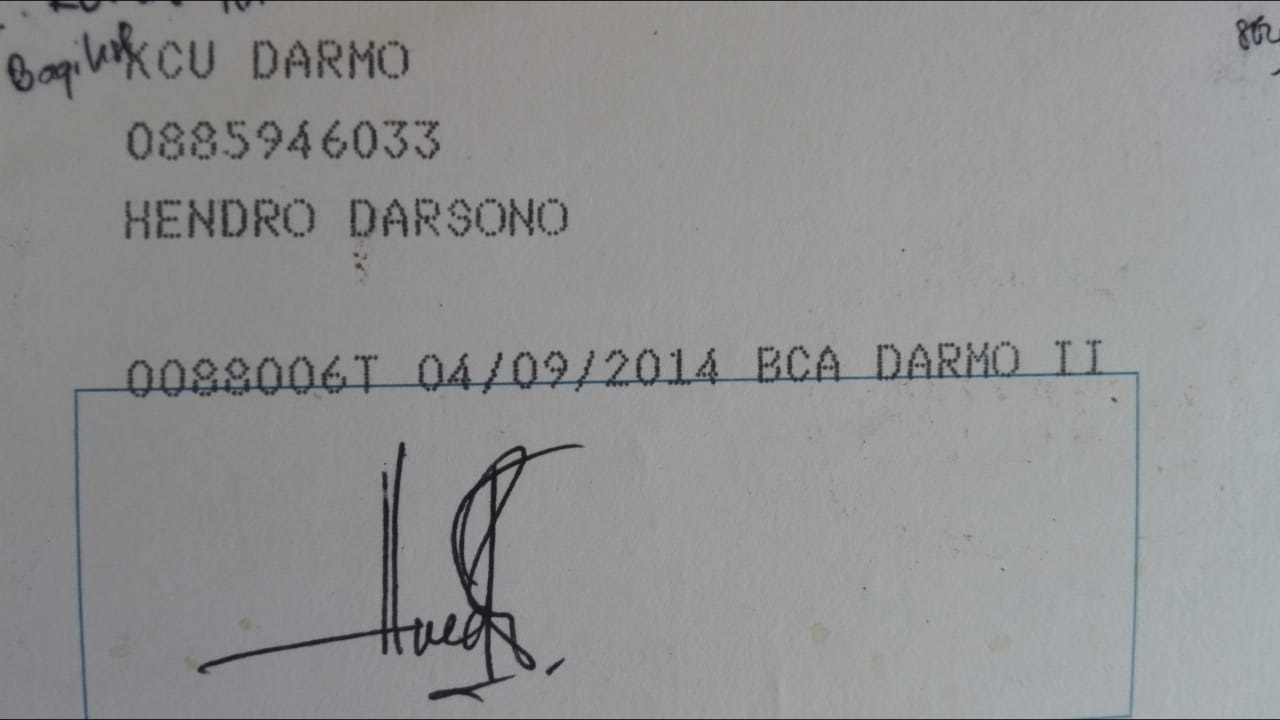 KCU DARMO
0885946033
HENDRO DARSONO
0088006T 04/09/2014 BCA DARMO II